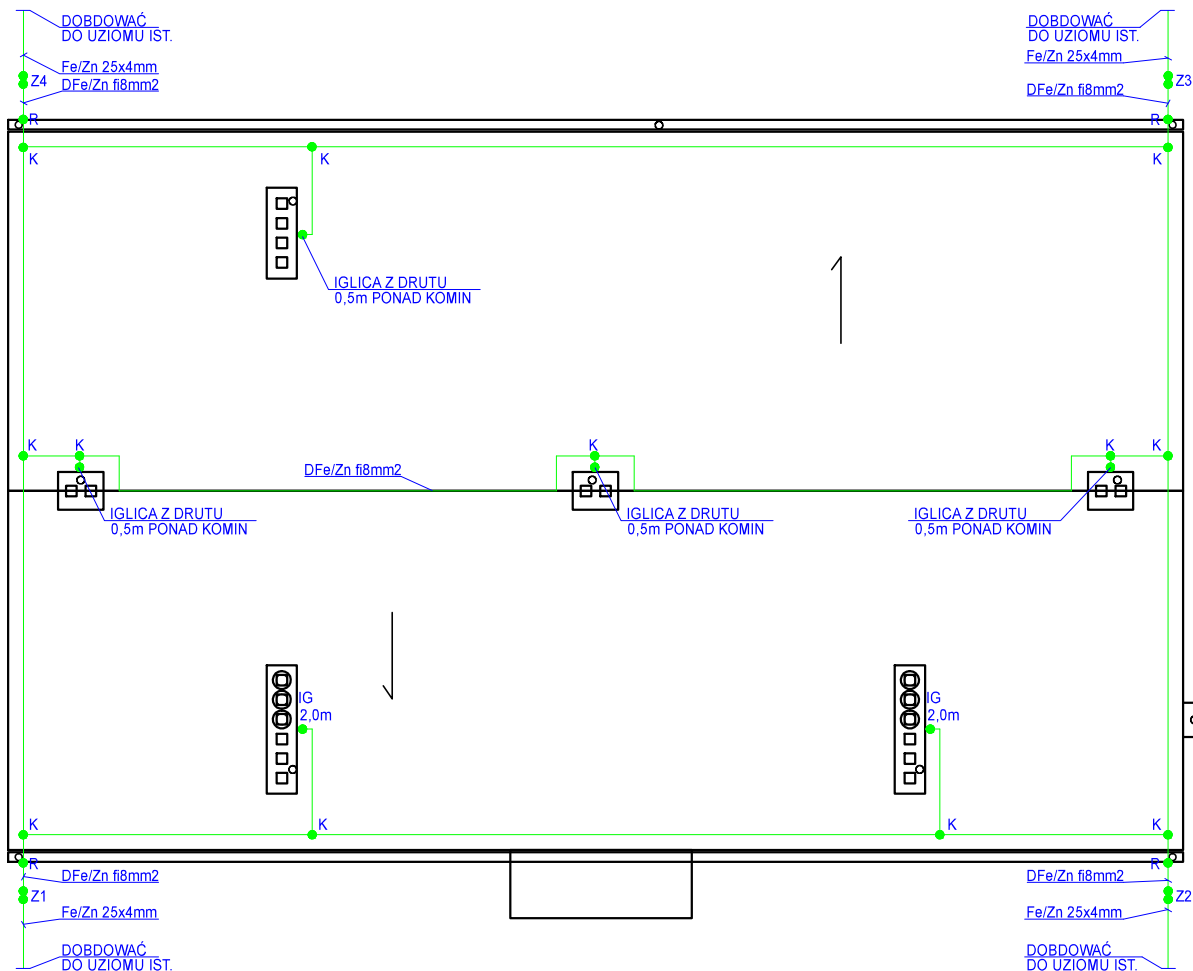 DOBDOWAĆ
DO UZIOMU IST.
DOBDOWAĆ
DO UZIOMU IST.
Fe/Zn 25x4mm
Fe/Zn 25x4mm
Z4
DFe/Zn fi8mm2
Z3
DFe/Zn fi8mm2
R
R
K
K
K
IGLICA Z DRUTU
0,5m PONAD KOMIN
K
K
K
K
K
DFe/Zn fi8mm2
IGLICA Z DRUTU
0,5m PONAD KOMIN
IGLICA Z DRUTU
0,5m PONAD KOMIN
IGLICA Z DRUTU
0,5m PONAD KOMIN
IG
2,0m
IG
2,0m
K
K
K
K
R
R
DFe/Zn fi8mm2
DFe/Zn fi8mm2
Z1
Z2
Fe/Zn 25x4mm
Fe/Zn 25x4mm
DOBDOWAĆ
DO UZIOMU IST.
DOBDOWAĆ
DO UZIOMU IST.